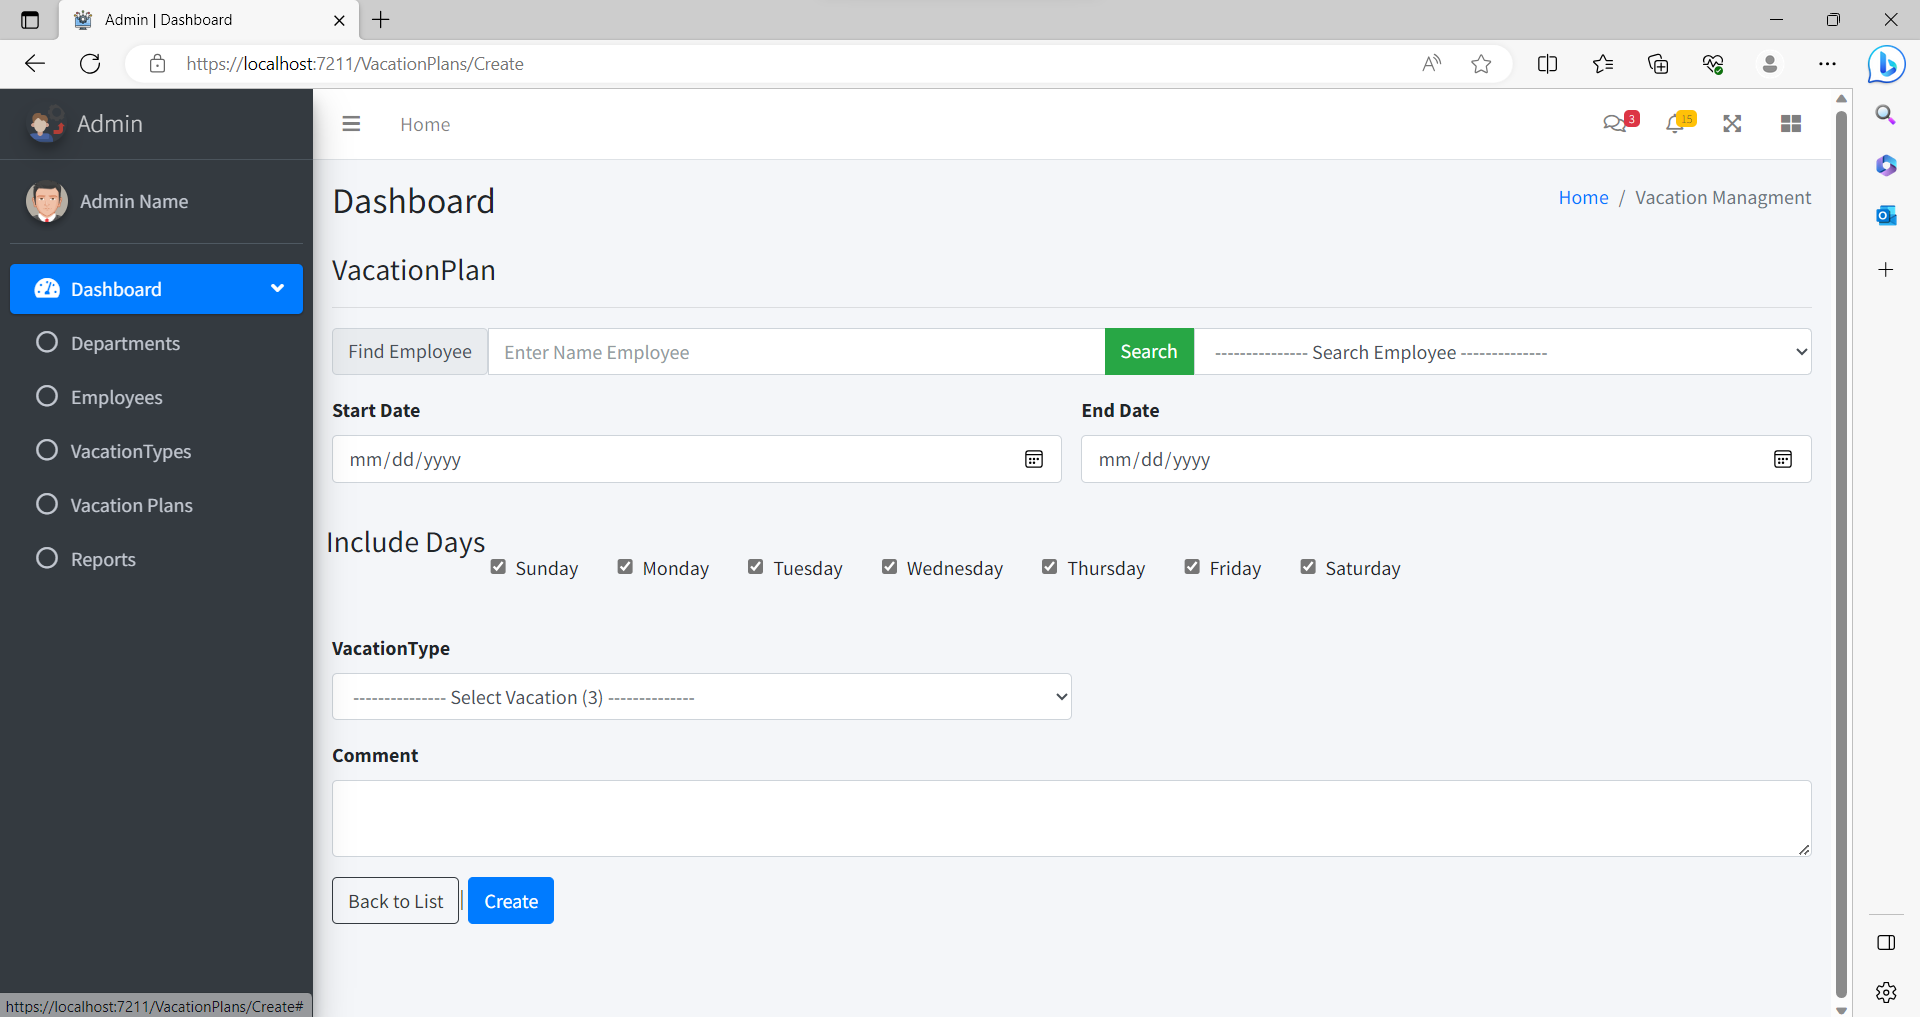 Admin | Dashboard
https://localhost:7211/VacationPlans/Create
Admin
Home
3
15
Admin Name
Dashboard
Home / Vacation Managment
VacationPlan
Dashboard
Departments
Employees
VacationTypes
Vacation Plans
Reports
Find Employee Enter Name Employee Search --------------- Search Employee --------------
Start Date End Date
mm/dd/yyyy mm/dd/yyyy
Include Days
Sunday Monday Tuesday Wednesday Thursday Friday Saturday
VacationType
--------------- Select Vacation (3) --------------
Comment
Back to List | Create
https://localhost:7211/VacationPlans/Create#